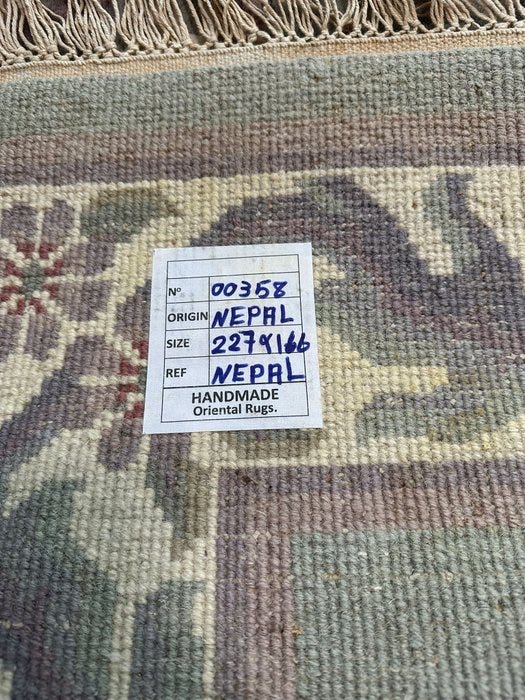 Nº 00358
ORIGIN NEPAL
SIZE 227X166
REF NEPAL
HANDMADE
Oriental Rugs.